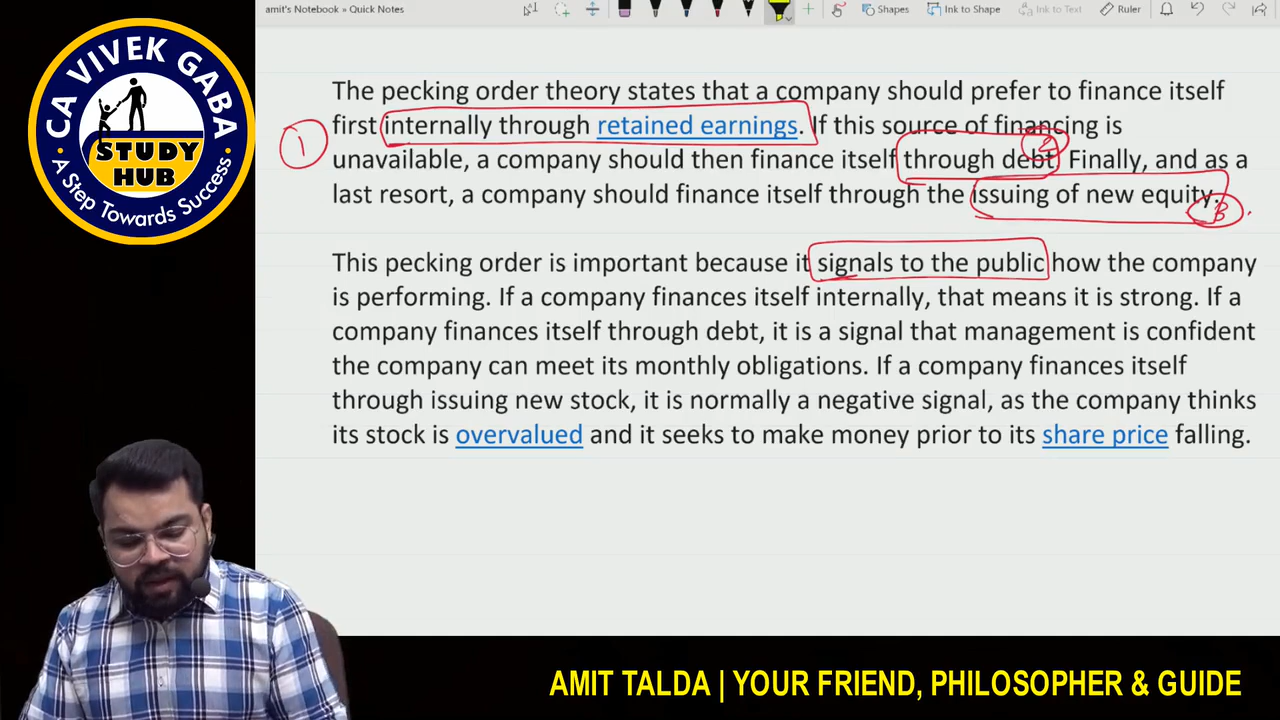 amit's Notebook » Quick Notes
Shapes
Ink to Shape
Ink to Text
Ruler
CA VIVEK GABA
STUDY
HUB
• A Step Towards Success •
The pecking order theory states that a company should prefer to finance itself
first internally through retained earnings. If this source of financing is
unavailable, a company should then finance itself through debt. Finally, and as a
last resort, a company should finance itself through the issuing of new equity.
1
2
3
This pecking order is important because it signals to the public how the company
is performing. If a company finances itself internally, that means it is strong. If a
company finances itself through debt, it is a signal that management is confident
the company can meet its monthly obligations. If a company finances itself
through issuing new stock, it is normally a negative signal, as the company thinks
its stock is overvalued and it seeks to make money prior to its share price falling.
AMIT TALDA | YOUR FRIEND, PHILOSOPHER & GUIDE